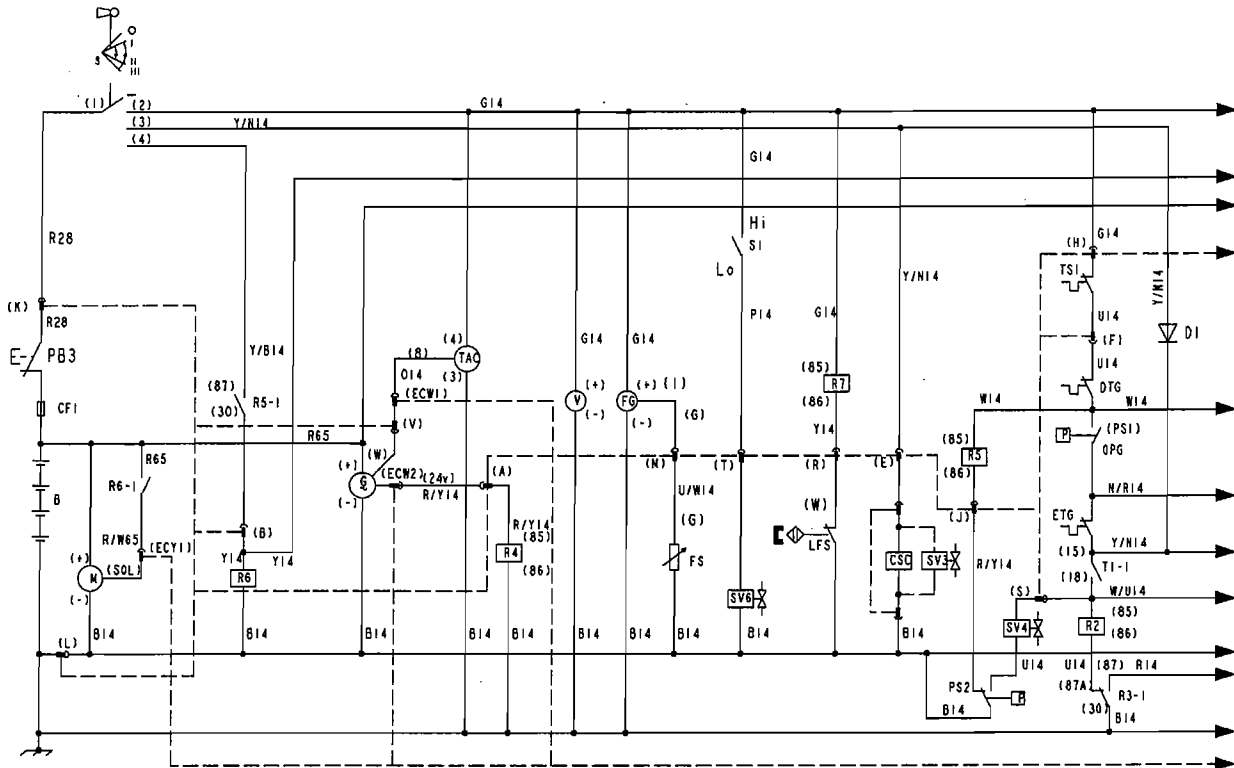 O
I
S
II
III
(1)
(2)
G14
(3)
Y/N14
(4)
G14
R28
Hi
S1
Lo
(H)
G14
TS1
Y/N14
Y/N14
(K)
R28
P14
G14
U14
E-
PB3
Y/B14
(4)
(8)
TAC
G14
G14
(F)
D1
O14
(3)
U14
(87)
(ECW1)
(+)
(+)
(1)
(85)
R7
DTG
CF1
R5-1
V
FG
(86)
W14
W14
(30)
(V)
(-)
(-)
(G)
Y14
(PS1)
R65
P
OPG
(85)
(W)
R5
R65
(+)
(ECW2)
(24v)
(A)
(M)
(T)
(R)
(E)
(86)
R6-1
G
B
(-)
R/Y14
U/W14
N/R14
(W)
(J)
R/W65
(B)
R/Y14
(G)
ETG
(ECY1)
(85)
LFS
(15)
Y/N14
(+)
Y14
Y14
R4
FS
CSC
SV3
R/Y14
T1-1
M
(SOL)
R6
(86)
(18)
(-)
SV6
(S)
W/U14
(85)
SV4
R2
(L)
B14
B14
B14
B14
B14
B14
B14
B14
B14
B14
(86)
U14
U14
(87)
R14
PS2
(87A)
P
R3-1
(30)
B14
B14